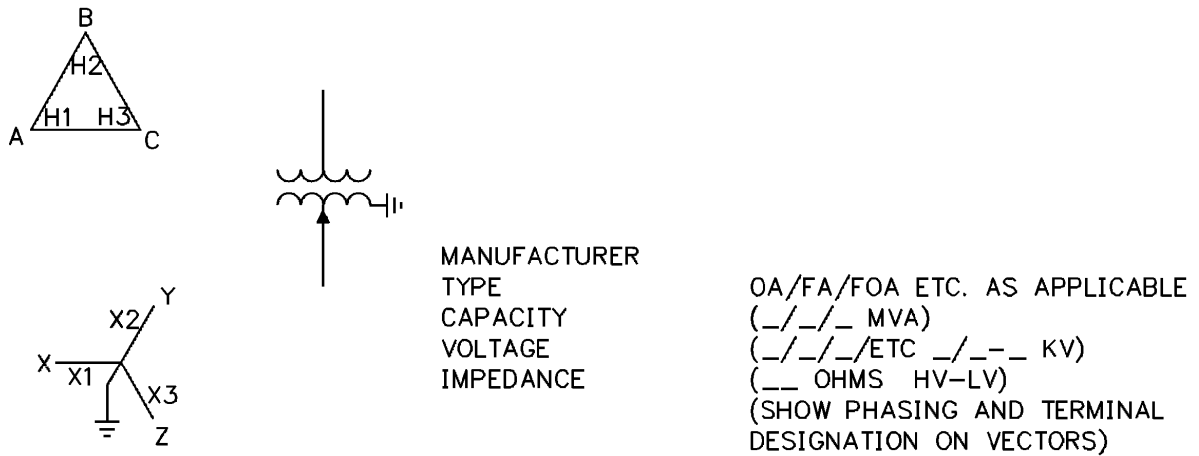 B
H2
A H1 H3 C
MANUFACTURER
TYPE OA/FA/FOA ETC. AS APPLICABLE
CAPACITY (_/_/_ MVA)
VOLTAGE (_/_/_/ETC _/_-_ KV)
IMPEDANCE (__ OHMS HV-LV)
(SHOW PHASING AND TERMINAL
DESIGNATION ON VECTORS)
Y
X2
X X1
X3
Z